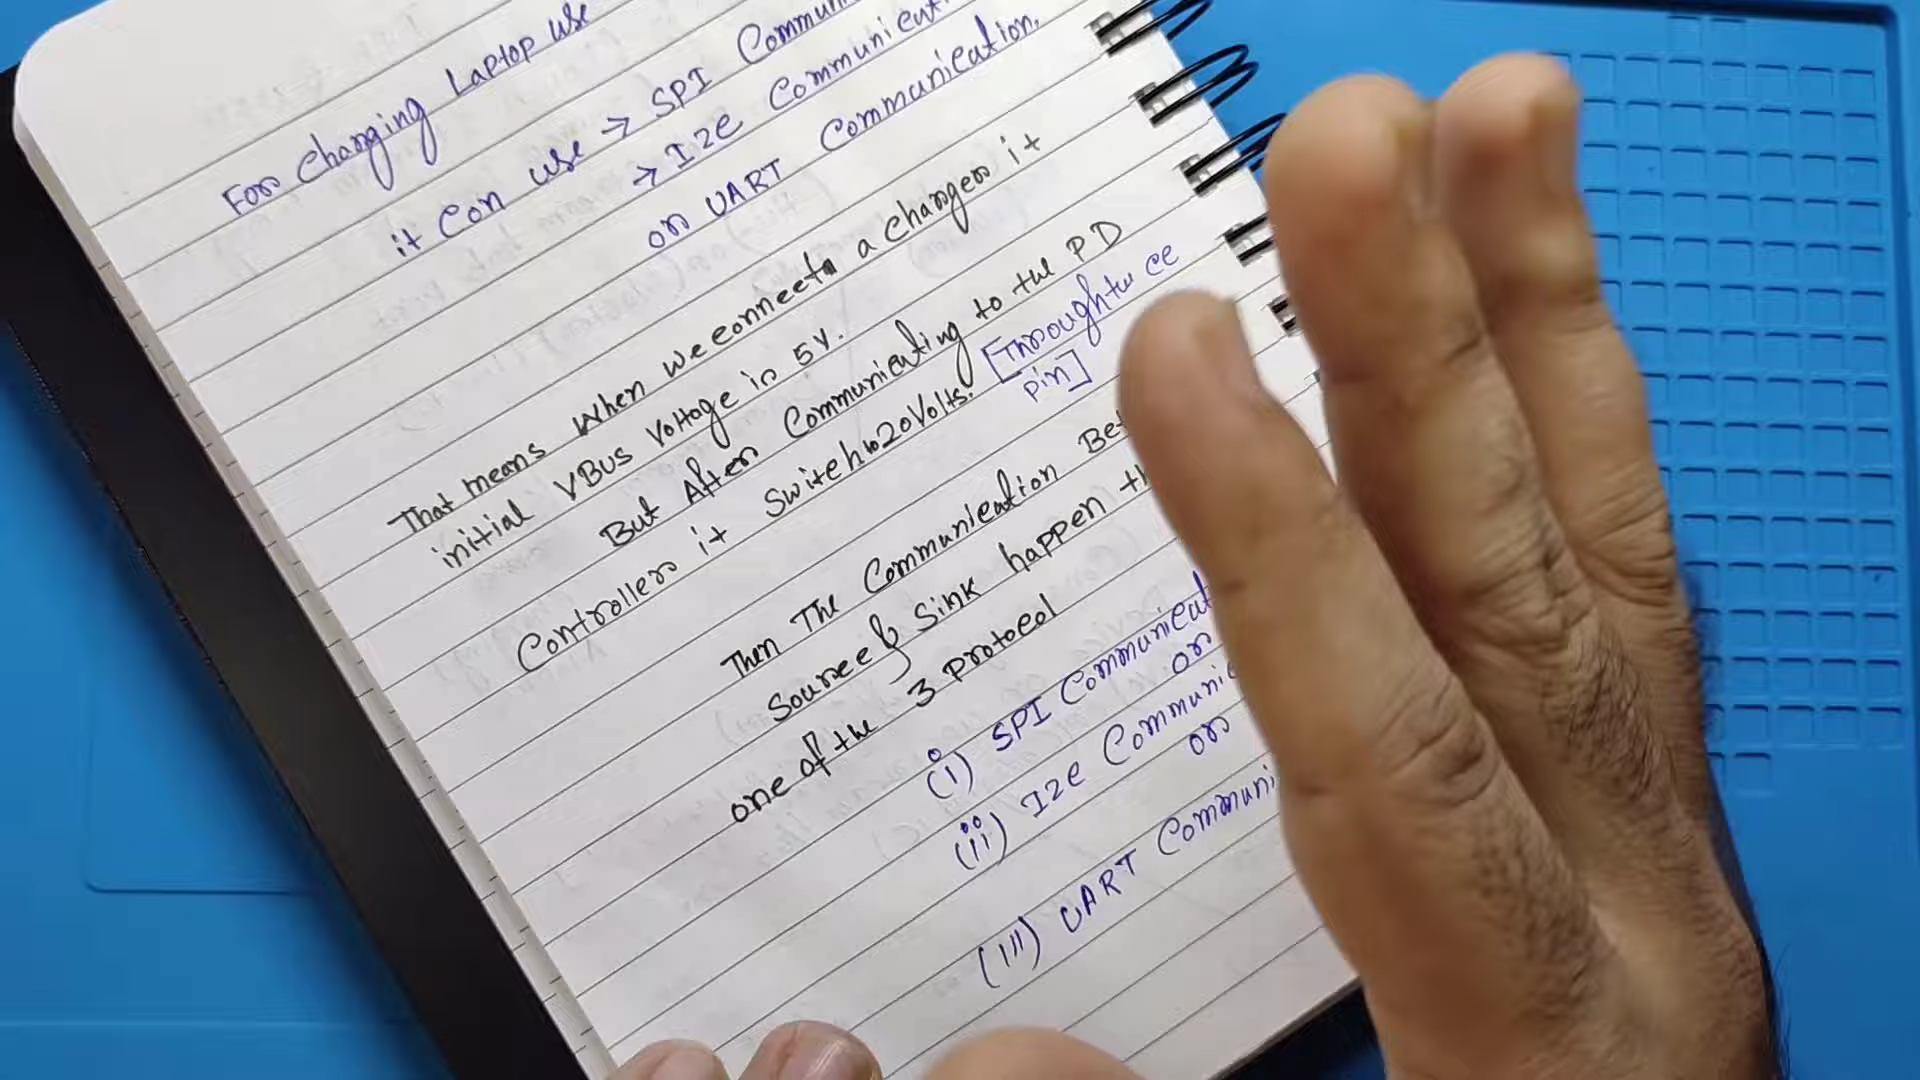 For Charging Laptop use
it Can use → SPI Commun
→ I2C Communicat
or UART Communication.
That means when we connect a charger it
initial VBUS Voltage is 5V.
But After Communicating to the PD
Controller it Switch to 20Volts. [Through the CC
pin]
Then The Communication Bet
Source & Sink happen th
one of the 3 protocol
(i) SPI Communicat
or
(ii) I2C Communic
or
(iii) UART Communi